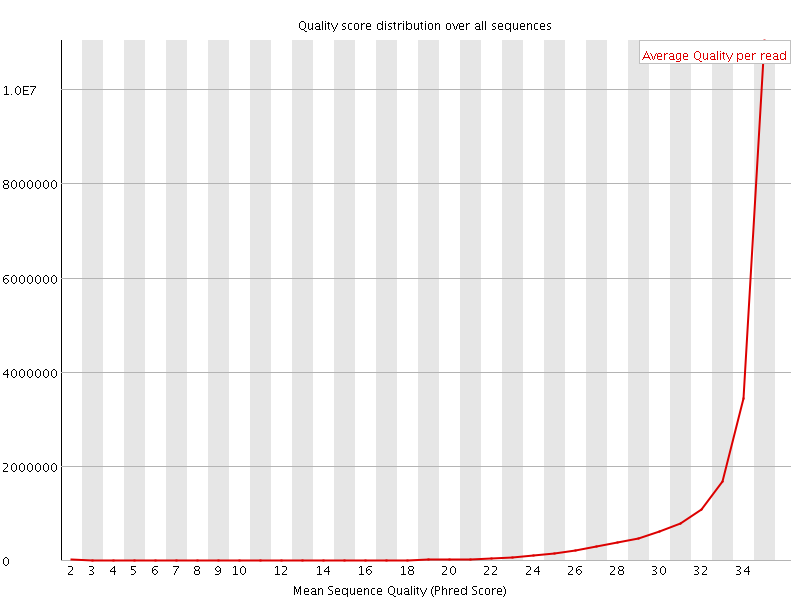 Quality score distribution over all sequences
Average Quality per read
1.0E7
8000000
6000000
4000000
2000000
0
2 3 4 5 6 7 8 9 10 12 14 16 18 20 22 24 26 28 30 32 34
Mean Sequence Quality (Phred Score)